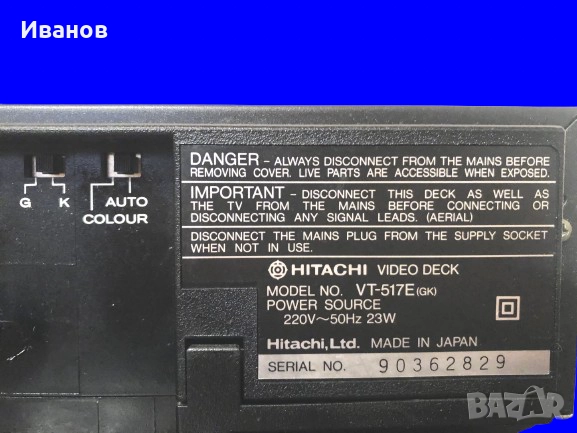 Иванов
G K AUTO
COLOUR
DANGER - ALWAYS DISCONNECT FROM THE MAINS BEFORE
REMOVING COVER. LIVE PARTS ARE ACCESSIBLE WHEN EXPOSED.
IMPORTANT - DISCONNECT THIS DECK AS WELL AS
THE TV FROM THE MAINS BEFORE CONNECTING OR
DISCONNECTING ANY SIGNAL LEADS. (AERIAL)
DISCONNECT THE MAINS PLUG FROM THE SUPPLY SOCKET
WHEN NOT IN USE.
HITACHI VIDEO DECK
MODEL NO. VT-517E (GK)
POWER SOURCE
220V~50Hz 23W
Hitachi, Ltd. MADE IN JAPAN
SERIAL NO. 90362829
BAZAR